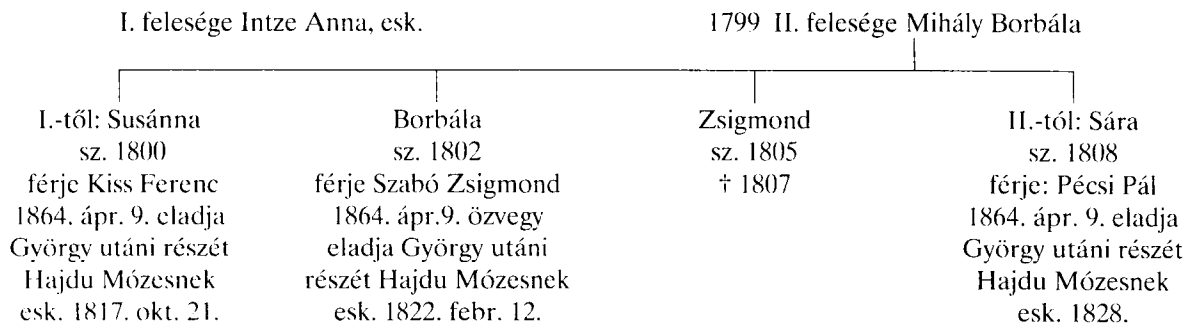 I. felesége Intze Anna, esk. 1799 II. felesége Mihály Borbála
I.-től: Susánna
sz. 1800
férje Kiss Ferenc
1864. ápr. 9. eladja
György utáni részét
Hajdu Mózesnek
esk. 1817. okt. 21.
Borbála
sz. 1802
férje Szabó Zsigmond
1864. ápr.9. özvegy
eladja György utáni
részét Hajdu Mózesnek
esk. 1822. febr. 12.
Zsigmond
sz. 1805
† 1807
II.-tól: Sára
sz. 1808
férje: Pécsi Pál
1864. ápr. 9. eladja
György utáni részét
Hajdu Mózesnek
esk. 1828.